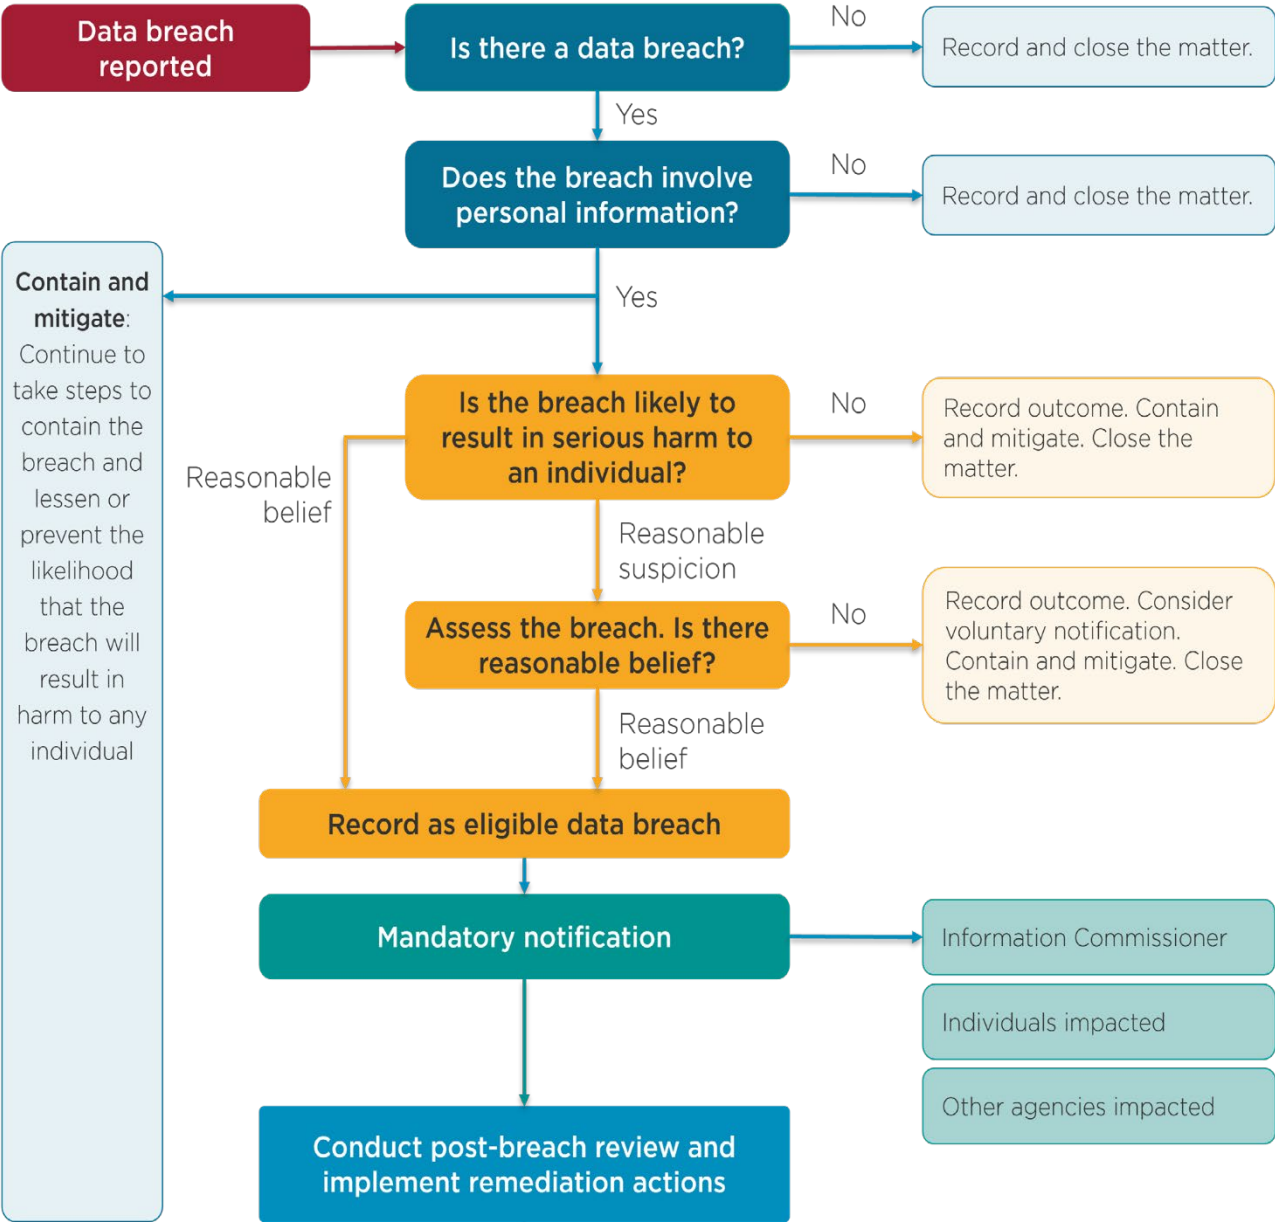 Data breach
reported
Is there a data breach?
No
Record and close the matter.
Yes
Does the breach involve
personal information?
No
Record and close the matter.
Yes
Contain and
mitigate:
Continue to
take steps to
contain the
breach and
lessen or
prevent the
likelihood
that the
breach will
result in
harm to any
individual
Is the breach likely to
result in serious harm to
an individual?
No
Record outcome. Contain
and mitigate. Close the
matter.
Reasonable
belief
Reasonable
suspicion
Assess the breach. Is there
reasonable belief?
No
Record outcome. Consider
voluntary notification.
Contain and mitigate. Close
the matter.
Reasonable
belief
Record as eligible data breach
Mandatory notification
Information Commissioner
Individuals impacted
Other agencies impacted
Conduct post-breach review and
implement remediation actions